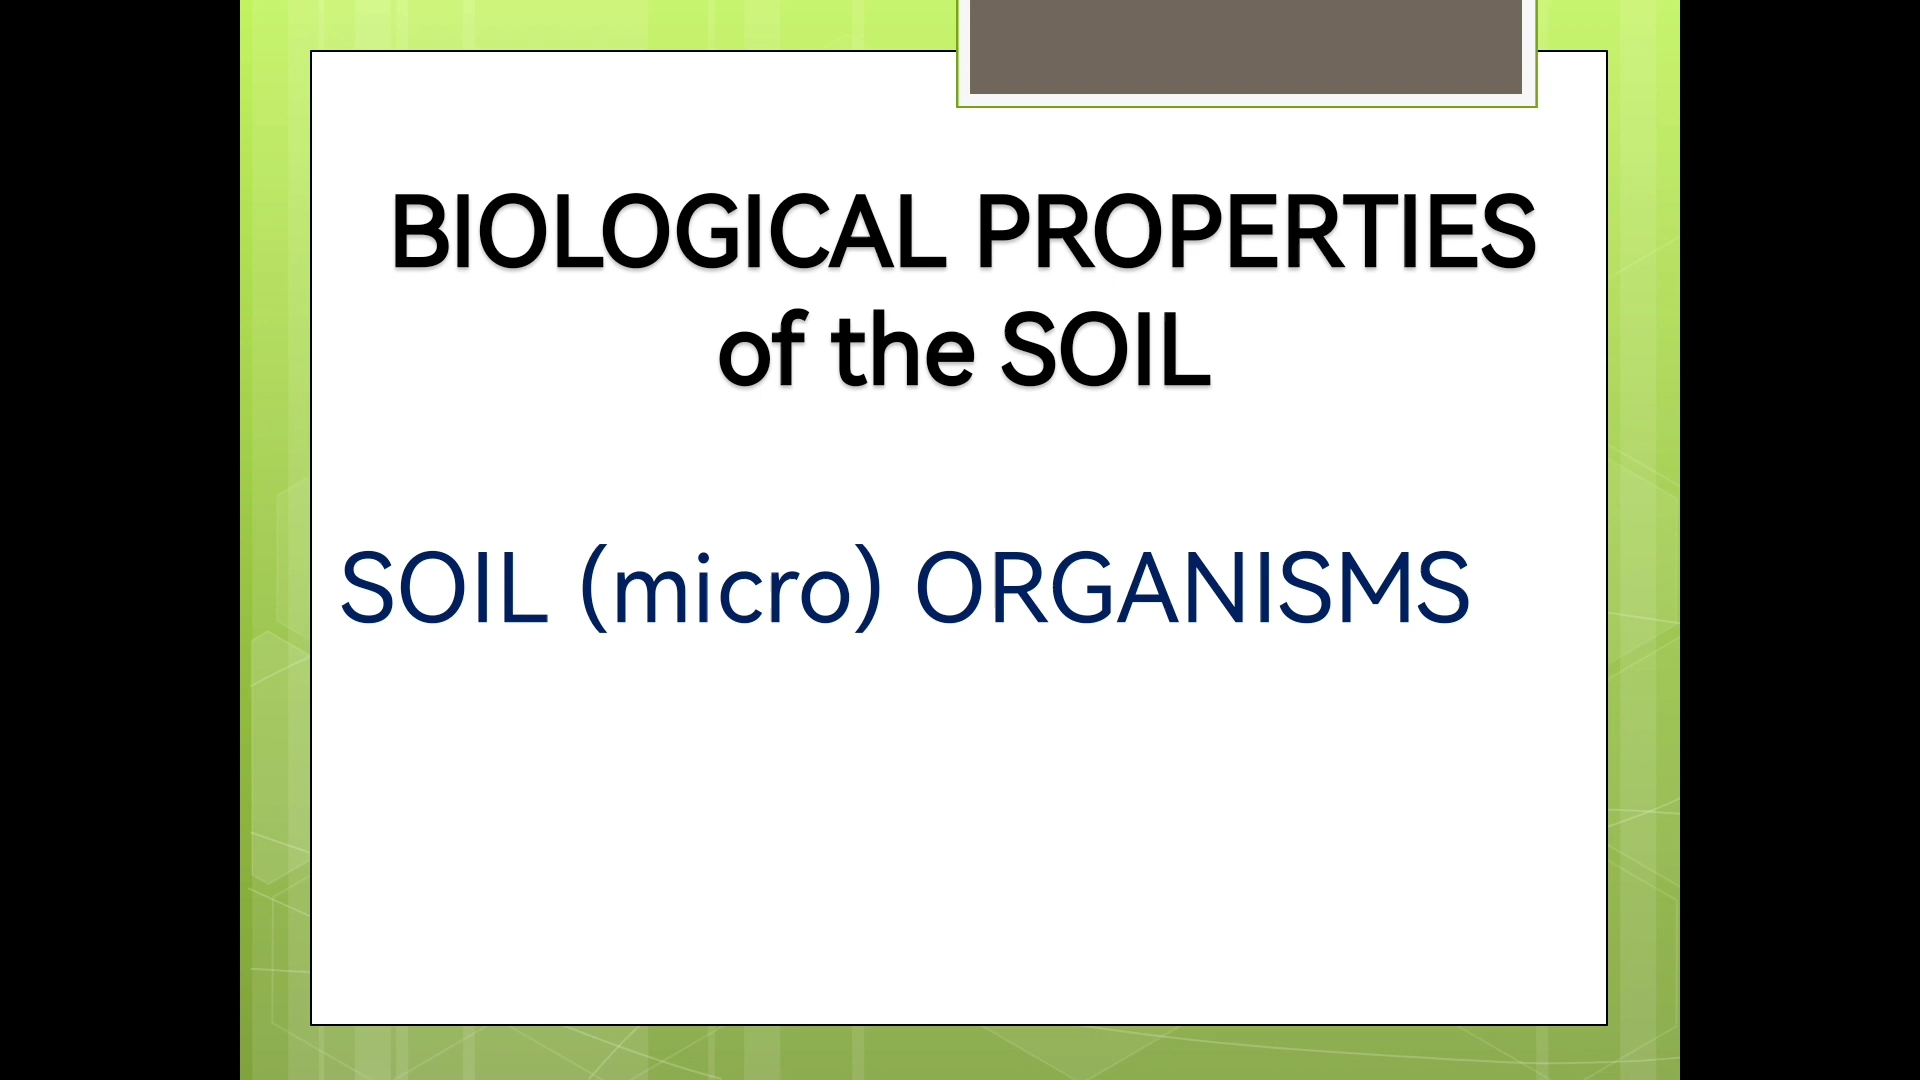 BIOLOGICAL PROPERTIES
of the SOIL
SOIL (micro) ORGANISMS